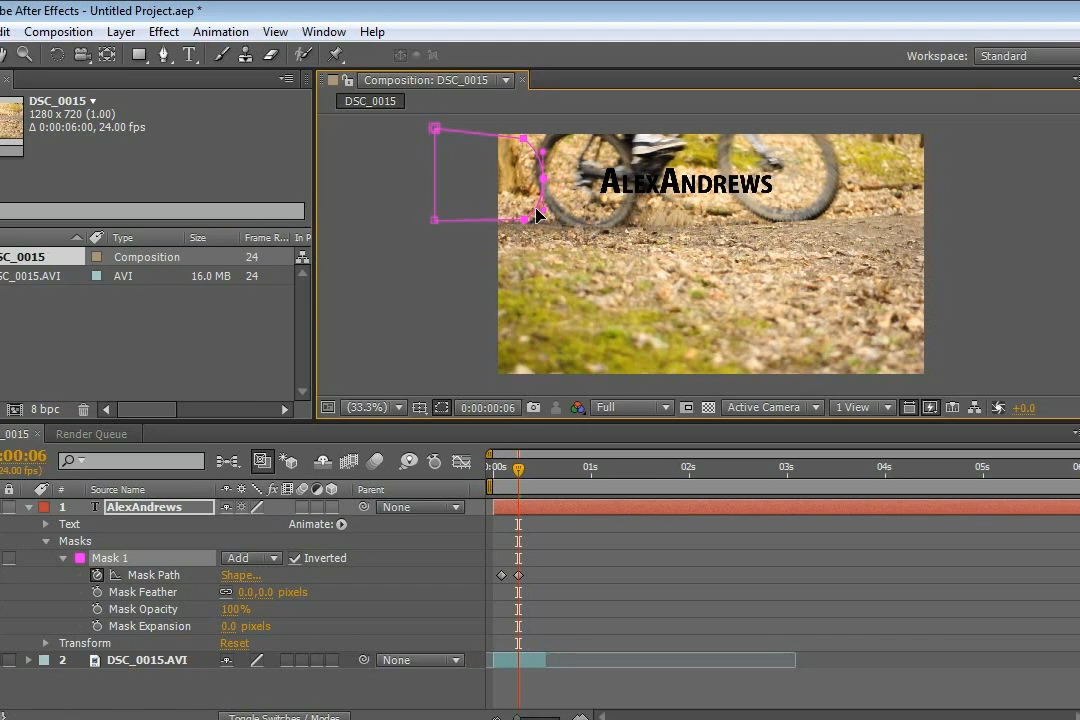 be After Effects - Untitled Project.aep *
dit Composition Layer Effect Animation View Window Help
T
Workspace: Standard
Composition: DSC_0015
DSC_0015
DSC_0015
1280 x 720 (1.00)
Δ 0:00:06:00, 24.00 fps
AlexAndrews
Type Size Frame R... In P
SC_0015 Composition 24
SC_0015.AVI AVI 16.0 MB 24
8 bpc
(33.3%) 0:00:00:06 Full Active Camera 1 View +0.0
_0015 Render Queue
:00:06
24.00 fps)
:00s 01s 02s 03s 04s 05s 06
# Source Name fx Parent
1 T AlexAndrews None
Text Animate:
Masks
Mask 1 Add Inverted
Mask Path Shape...
Mask Feather 0.0,0.0 pixels
Mask Opacity 100%
Mask Expansion 0.0 pixels
Transform Reset
2 DSC_0015.AVI None
Toggle Switches / Modes